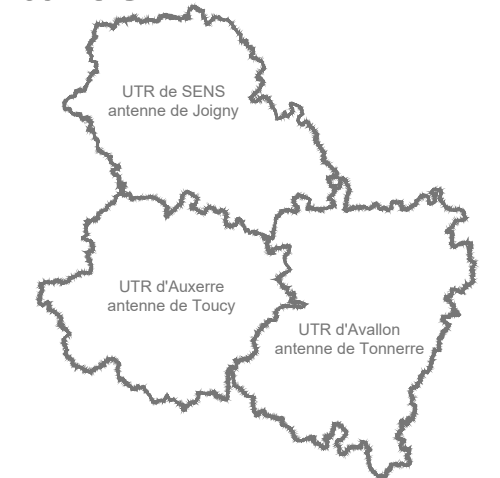 UTR de SENS
antenne de Joigny
UTR d'Auxerre
antenne de Toucy
UTR d'Avallon
antenne de Tonnerre